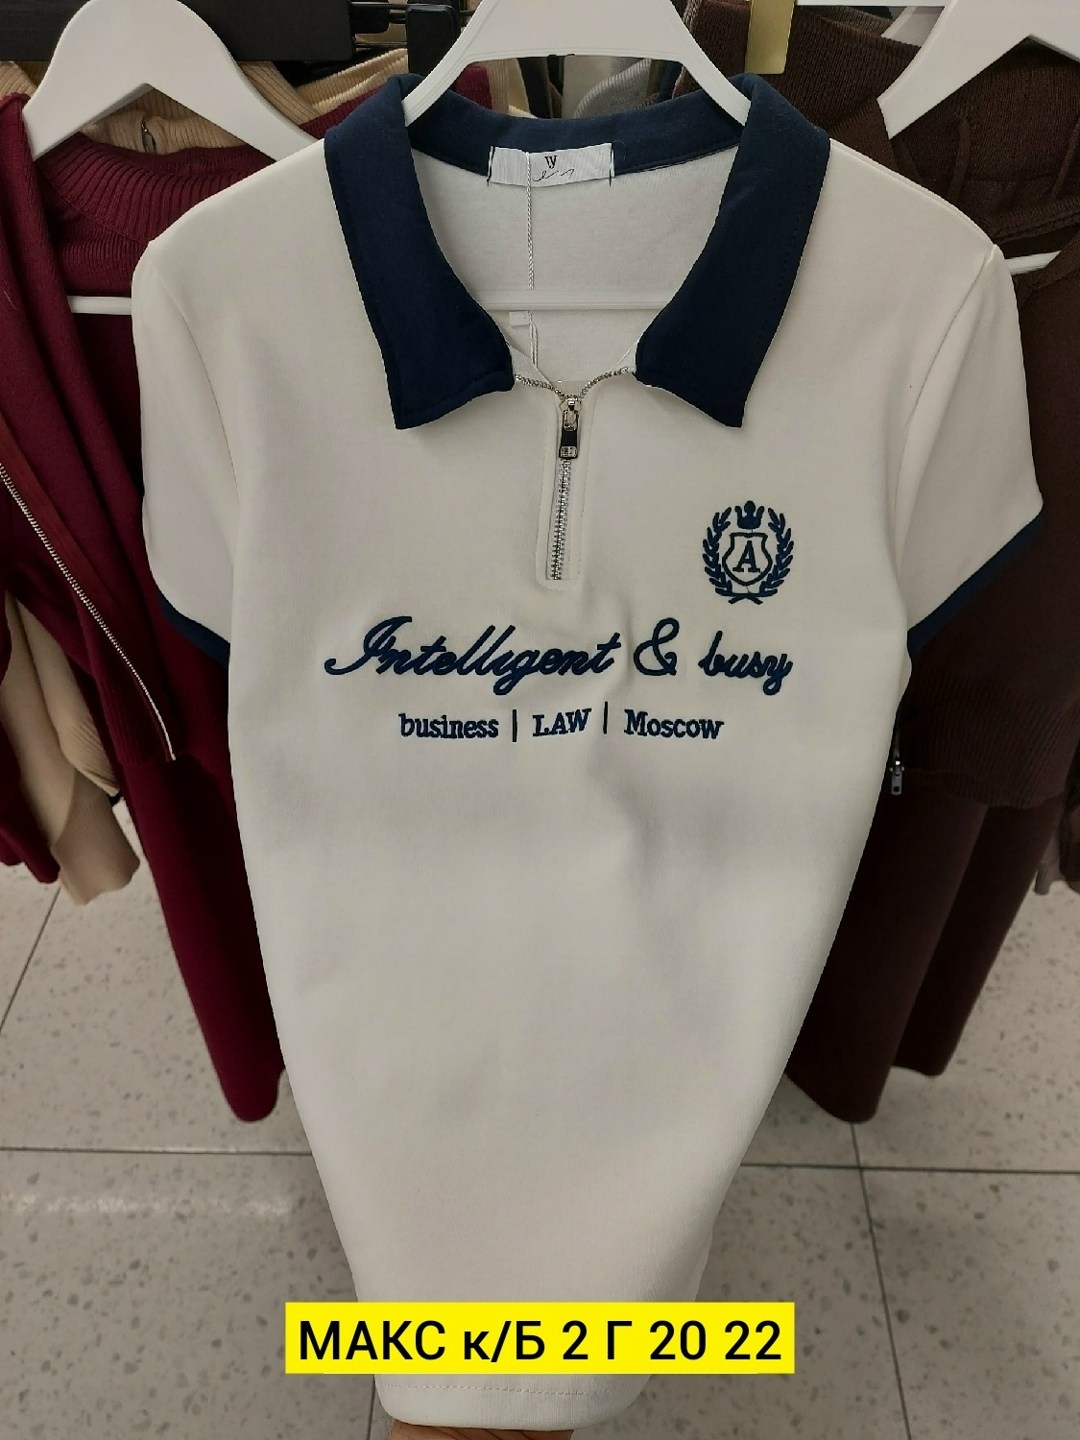 W
A
Intelligent & busy
business | LAW | Moscow
МАКС к/Б 2 Г 20 22